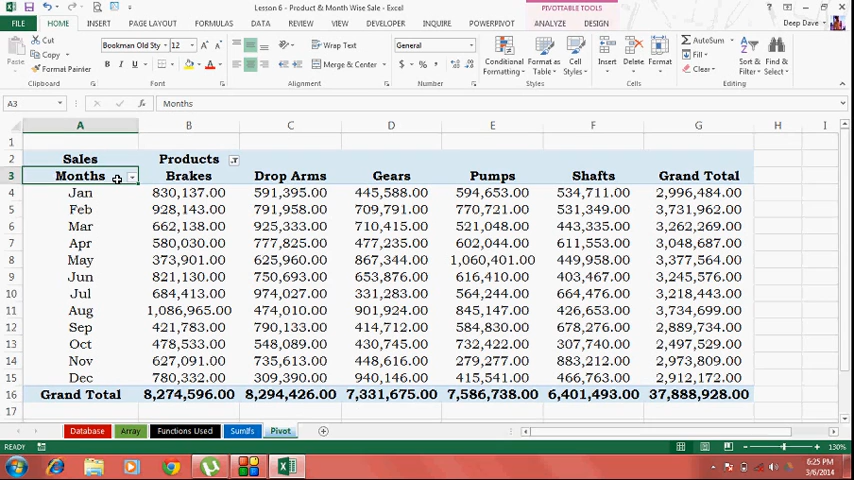 Lesson 6 - Product & Month Wise Sale - Excel
PIVOTTABLE TOOLS
FILE HOME INSERT PAGE LAYOUT FORMULAS DATA REVIEW VIEW DEVELOPER INQUIRE POWERPIVOT ANALYZE DESIGN Deep Dave
Cut
Copy
Format Painter
Paste
Clipboard
Bookman Old Sty 12
B I U
Font
Wrap Text
Merge & Center
Alignment
General
$ % ,
Number
Conditional Formatting
Format as Table
Cell Styles
Styles
Insert Delete Format
Cells
AutoSum
Fill
Clear
Sort & Filter
Find & Select
Editing
A3 fx Months
A B C D E F G H I
1
2 Sales Products
3 Months Brakes Drop Arms Gears Pumps Shafts Grand Total
4 Jan 830,137.00 591,395.00 445,588.00 594,653.00 534,711.00 2,996,484.00
5 Feb 928,143.00 791,958.00 709,791.00 770,721.00 531,349.00 3,731,962.00
6 Mar 662,138.00 925,333.00 710,415.00 521,048.00 443,335.00 3,262,269.00
7 Apr 580,030.00 777,825.00 477,235.00 602,044.00 611,553.00 3,048,687.00
8 May 373,901.00 625,960.00 867,344.00 1,060,401.00 449,958.00 3,377,564.00
9 Jun 821,130.00 750,693.00 653,876.00 616,410.00 403,467.00 3,245,576.00
10 Jul 684,413.00 974,027.00 331,283.00 564,244.00 664,476.00 3,218,443.00
11 Aug 1,086,965.00 474,010.00 901,924.00 845,147.00 426,653.00 3,734,699.00
12 Sep 421,783.00 790,133.00 414,712.00 584,830.00 678,276.00 2,889,734.00
13 Oct 478,533.00 548,089.00 430,745.00 732,422.00 307,740.00 2,497,529.00
14 Nov 627,091.00 735,613.00 448,616.00 279,277.00 883,212.00 2,973,809.00
15 Dec 780,332.00 309,390.00 940,146.00 415,541.00 466,763.00 2,912,172.00
16 Grand Total 8,274,596.00 8,294,426.00 7,331,675.00 7,586,738.00 6,401,493.00 37,888,928.00
17
Database Array Functions Used Sumifs Pivot
READY 130%
6:25 PM
3/6/2014